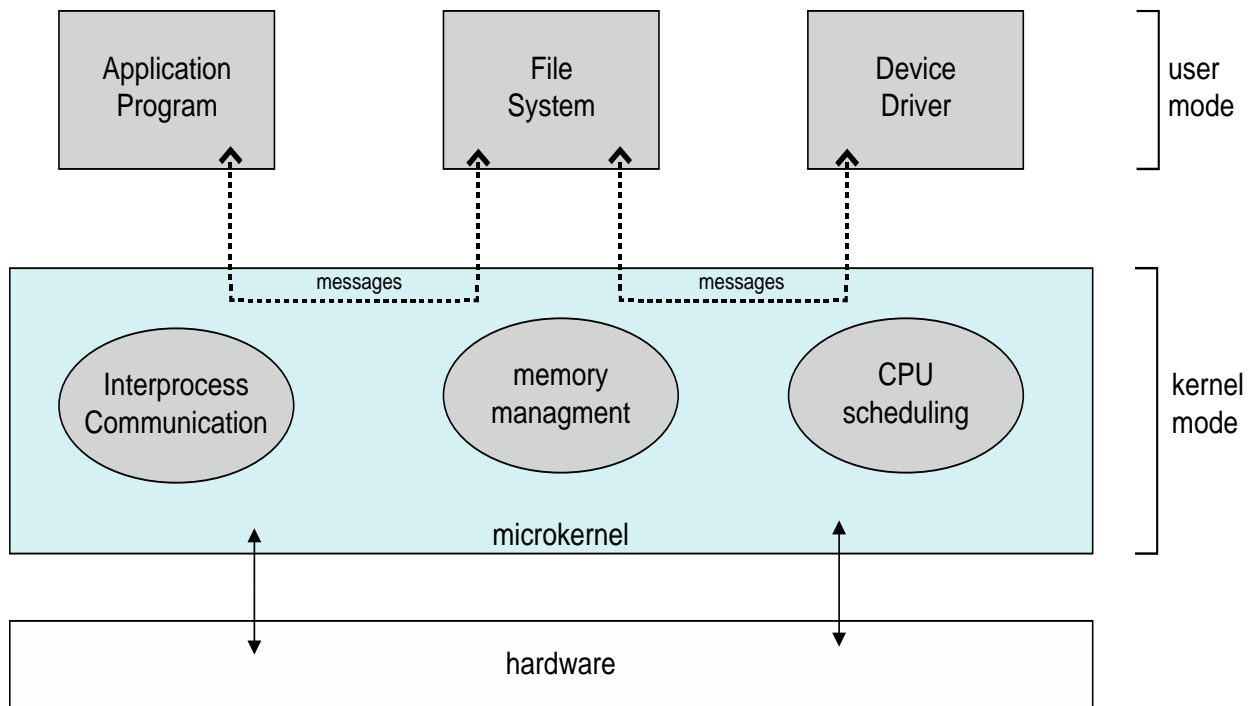 Application
Program
File
System
Device
Driver
user
mode
messages
messages
Interprocess
Communication
memory
managment
CPU
scheduling
kernel
mode
microkernel
hardware